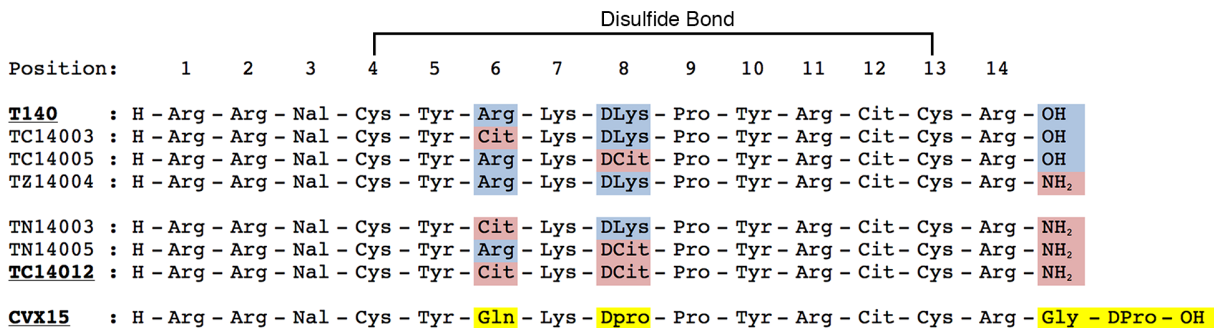 Disulfide Bond
Position: 1 2 3 4 5 6 7 8 9 10 11 12 13 14
T140 : H – Arg – Arg – Nal – Cys – Tyr – Arg – Lys – DLys – Pro – Tyr – Arg – Cit – Cys – Arg – OH
TC14003 : H – Arg – Arg – Nal – Cys – Tyr – Cit – Lys – DLys – Pro – Tyr – Arg – Cit – Cys – Arg – OH
TC14005 : H – Arg – Arg – Nal – Cys – Tyr – Arg – Lys – DCit – Pro – Tyr – Arg – Cit – Cys – Arg – OH
TZ14004 : H – Arg – Arg – Nal – Cys – Tyr – Arg – Lys – DLys – Pro – Tyr – Arg – Cit – Cys – Arg – NH₂
TN14003 : H – Arg – Arg – Nal – Cys – Tyr – Cit – Lys – DLys – Pro – Tyr – Arg – Cit – Cys – Arg – NH₂
TN14005 : H – Arg – Arg – Nal – Cys – Tyr – Arg – Lys – DCit – Pro – Tyr – Arg – Cit – Cys – Arg – NH₂
TC14012 : H – Arg – Arg – Nal – Cys – Tyr – Cit – Lys – DCit – Pro – Tyr – Arg – Cit – Cys – Arg – NH₂
CVX15 : H – Arg – Arg – Nal – Cys – Tyr – Gln – Lys – Dpro – Pro – Tyr – Arg – Cit – Cys – Arg – Gly – DPro – OH